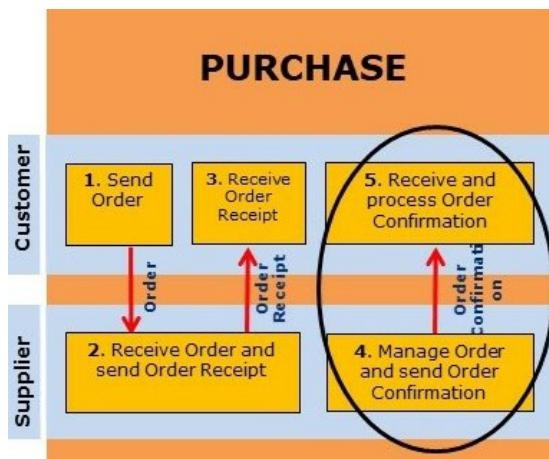 PURCHASE
Customer
1. Send
Order
3. Receive
Order
Receipt
5. Receive and
process Order
Confirmation
Order
Order
Receipt
Order
Confirmati
on
Supplier
2. Receive Order and
send Order Receipt
4. Manage Order
and send Order
Confirmation